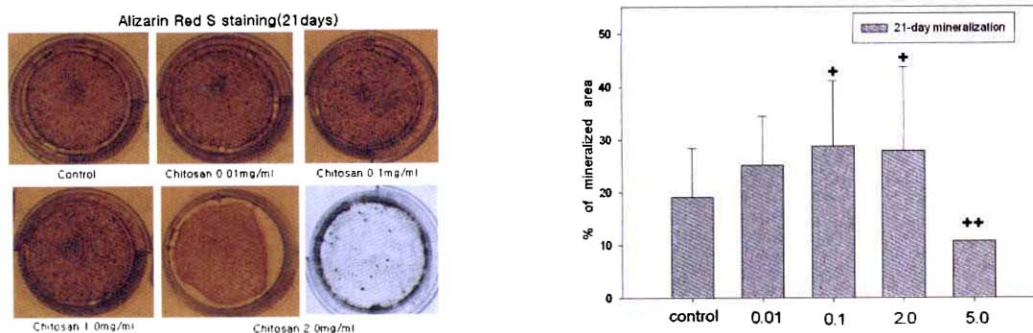 Alizarin Red S staining(21days)
Control
Chitosan 0 01mg/ml
Chitosan 0 1mg/ml
Chitosan 1 0mg/ml
Chitosan 2 0mg/ml
50
40
30
20
10
0
% of mineralized area
21-day mineralization
+
+
++
control
0.01
0.1
2.0
5.0